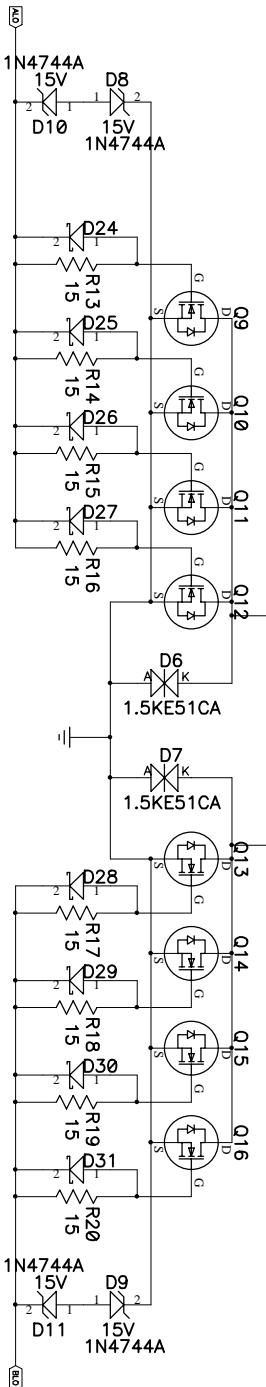 ALO
1N4744A
15V
D8
2
1
1
2
D10
15V
1N4744A
D24
2
1
G
R13
15
Q9
S
D
D25
2
1
G
R14
15
Q10
S
D
D26
2
1
G
R15
15
Q11
S
D
D27
2
1
G
R16
15
Q12
S
D
D6
A
K
1.5KE51CA
D7
A
K
1.5KE51CA
Q13
S
D
D28
2
1
G
R17
15
Q14
S
D
D29
2
1
G
R18
15
Q15
S
D
D30
2
1
G
R19
15
Q16
S
D
D31
2
1
G
R20
15
1N4744A
15V
D9
2
1
1
2
D11
15V
1N4744A
BLO